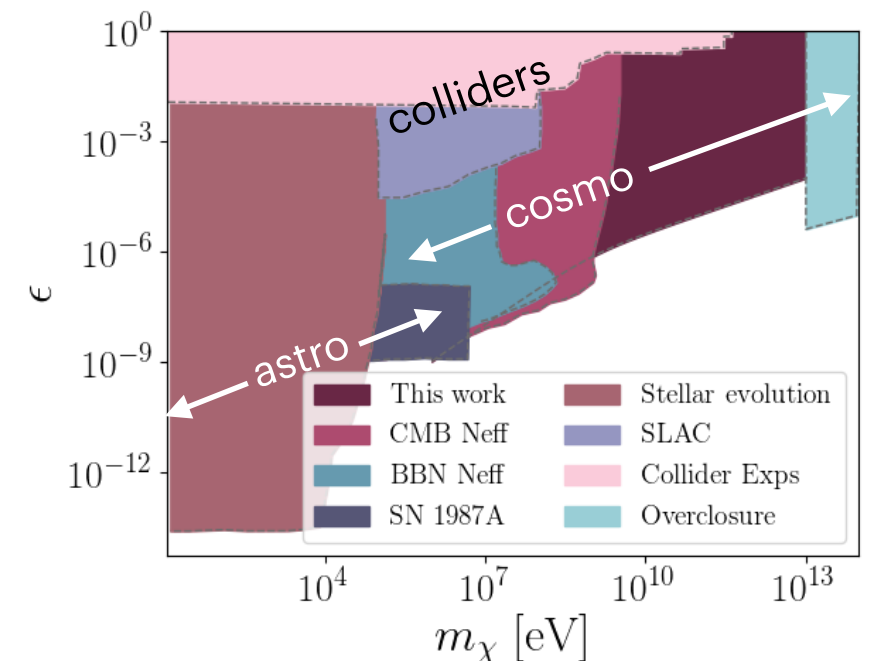 10^0
10^-3
10^-6
10^-9
10^-12
ϵ
colliders
cosmo
astro
This work
CMB Neff
BBN Neff
SN 1987A
Stellar evolution
SLAC
Collider Exps
Overclosure
10^4
10^7
10^10
10^13
m_χ [eV]